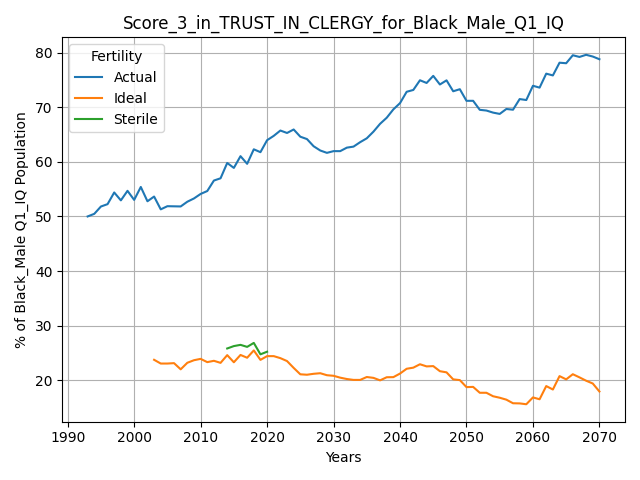 Score_3_in_TRUST_IN_CLERGY_for_Black_Male_Q1_IQ
Fertility
Actual
Ideal
Sterile
% of Black_Male Q1_IQ Population
80
70
60
50
40
30
20
1990 2000 2010 2020 2030 2040 2050 2060 2070
Years